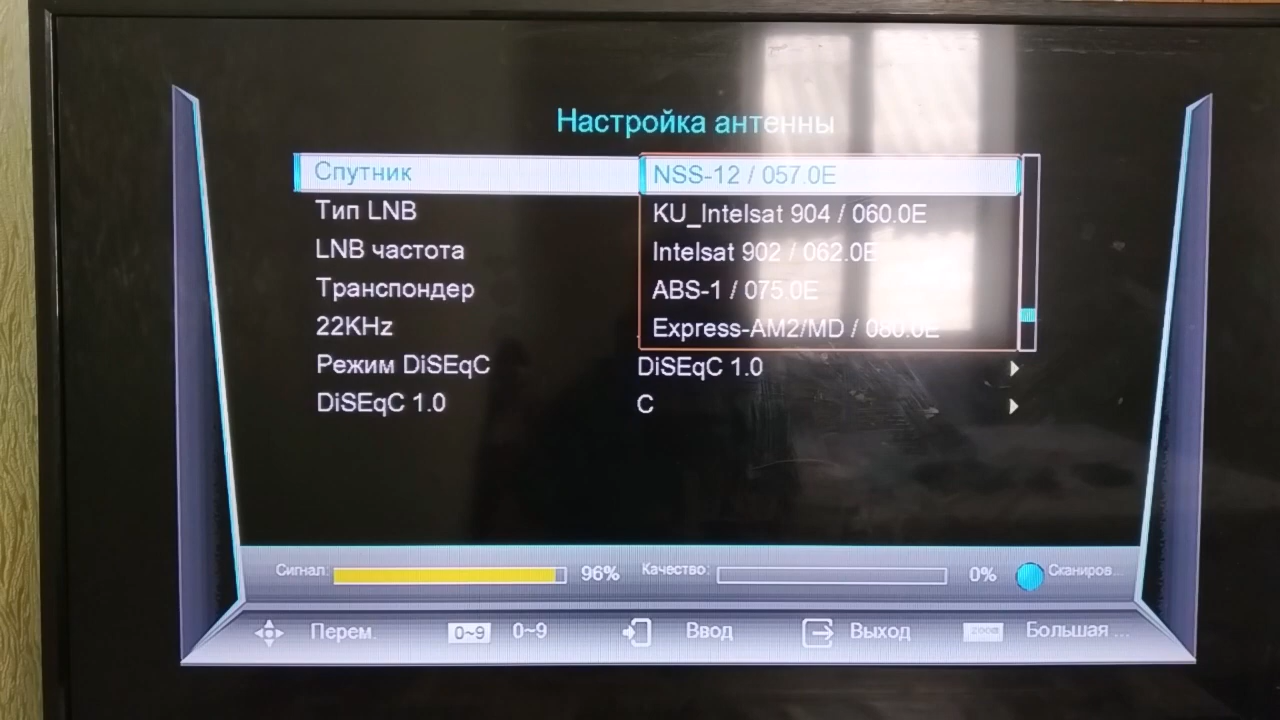 Настройка антенны
Спутник NSS-12 / 057.0E
Тип LNB KU_Intelsat 904 / 060.0E
LNB частота Intelsat 902 / 062.0E
Транспондер ABS-1 / 075.0E
22KHz Express-AM2/MD / 080.0E
Режим DiSEqC DiSEqC 1.0
DiSEqC 1.0 C
Сигнал: 96% Качество: 0% Сканиров...
Перем. 0~9 0~9 Ввод Выход Zoom Большая ...